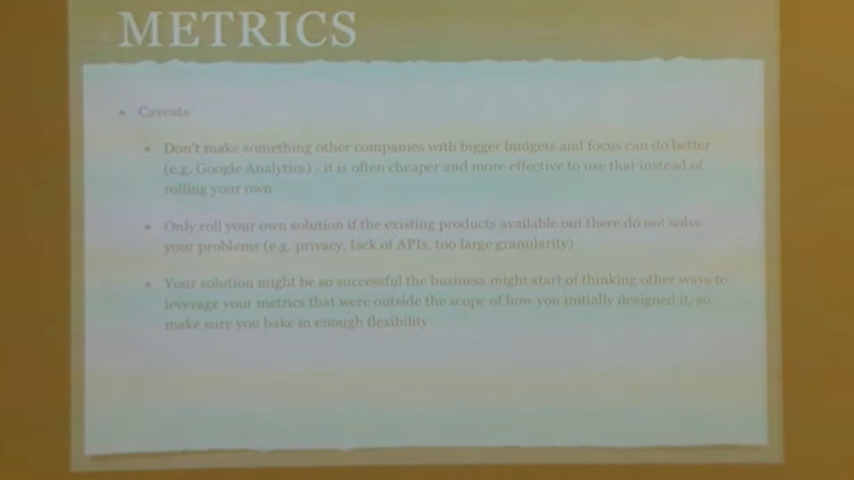 METRICS
Caveats:
Don't make something other companies with bigger budgets and focus can do better
(e.g. Google Analytics) - it is often cheaper and more effective to use that instead of
rolling your own
Only roll your own solution if the existing products available out there do not solve
your problems (e.g. privacy, lack of APIs, too large granularity)
Your solution might be so successful the business might start of thinking other ways to
leverage your metrics that were outside the scope of how you initially designed it, so
make sure you bake in enough flexibility